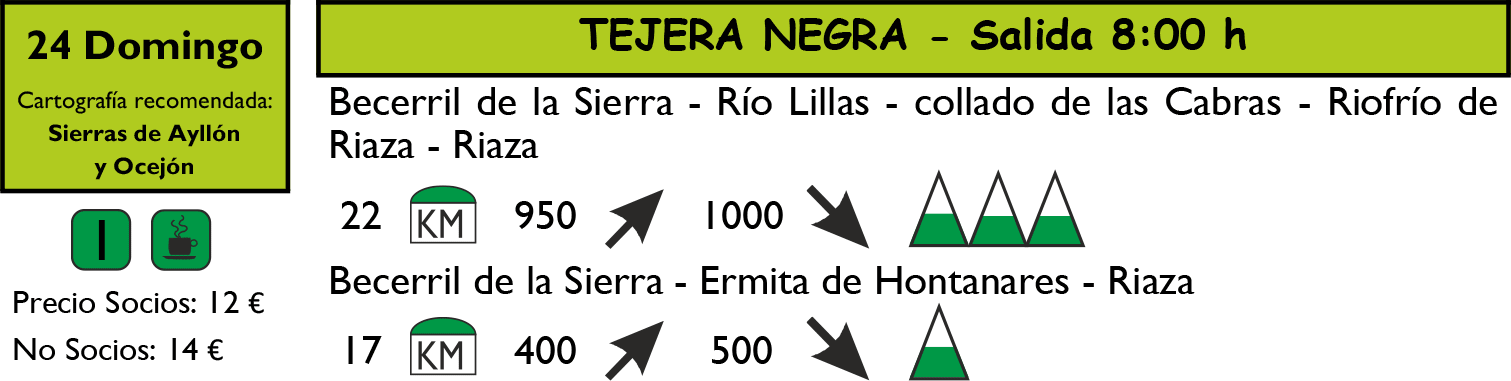 24 Domingo
Cartografía recomendada:
Sierras de Ayllón
y Ocejón
I
Precio Socios: 12 €
No Socios: 14 €
TEJERA NEGRA - Salida 8:00 h
Becerril de la Sierra - Río Lillas - collado de las Cabras - Riofrío de
Riaza - Riaza
22 KM 950 1000
Becerril de la Sierra - Ermita de Hontanares - Riaza
17 KM 400 500